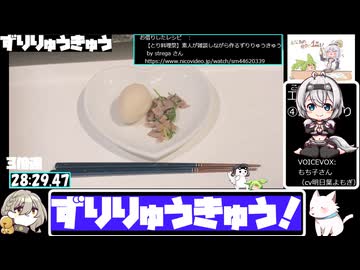 ずりりゅうきゅう
お借りしたレシピ :
【とり料理祭】素人が雑談しながら作るずりりゅうきゅう
by strega さん
https://www.nicovideo.jp/watch/sm44620339
3倍速
28:29.47
VOICEVOX:
もち子さん
(cv明日葉よもぎ)
ずりりゅうきゅう!